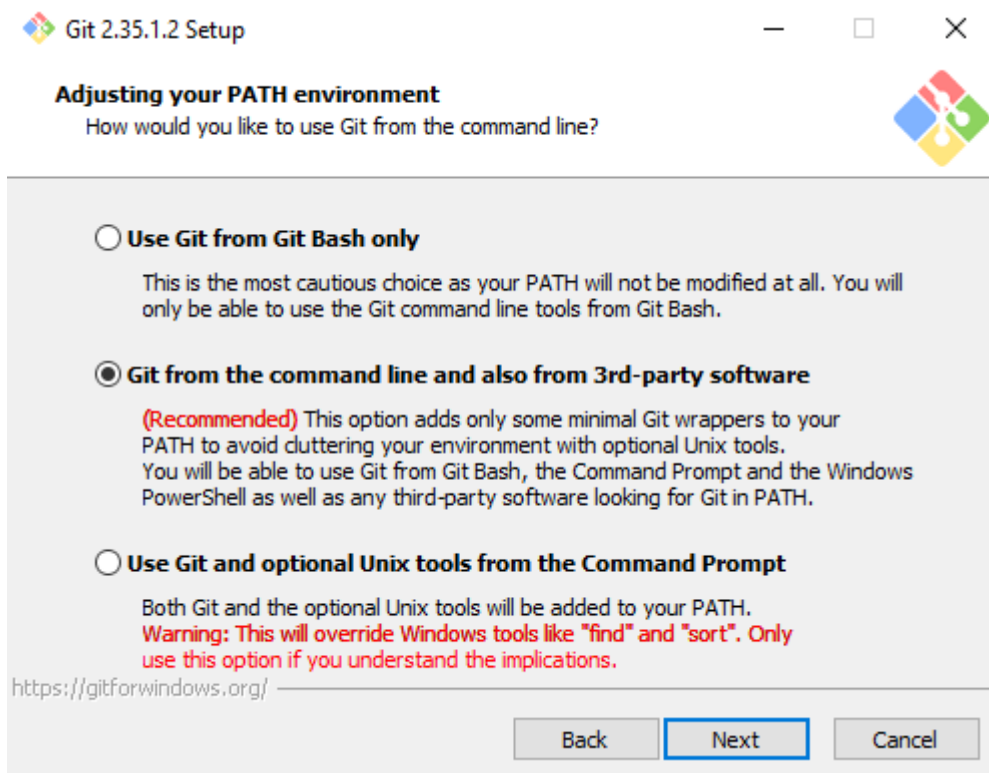 Git 2.35.1.2 Setup
Adjusting your PATH environment
How would you like to use Git from the command line?
Use Git from Git Bash only
This is the most cautious choice as your PATH will not be modified at all. You will
only be able to use the Git command line tools from Git Bash.
Git from the command line and also from 3rd-party software
(Recommended) This option adds only some minimal Git wrappers to your
PATH to avoid cluttering your environment with optional Unix tools.
You will be able to use Git from Git Bash, the Command Prompt and the Windows
PowerShell as well as any third-party software looking for Git in PATH.
Use Git and optional Unix tools from the Command Prompt
Both Git and the optional Unix tools will be added to your PATH.
Warning: This will override Windows tools like "find" and "sort". Only
use this option if you understand the implications.
https://gitforwindows.org/
Back Next Cancel